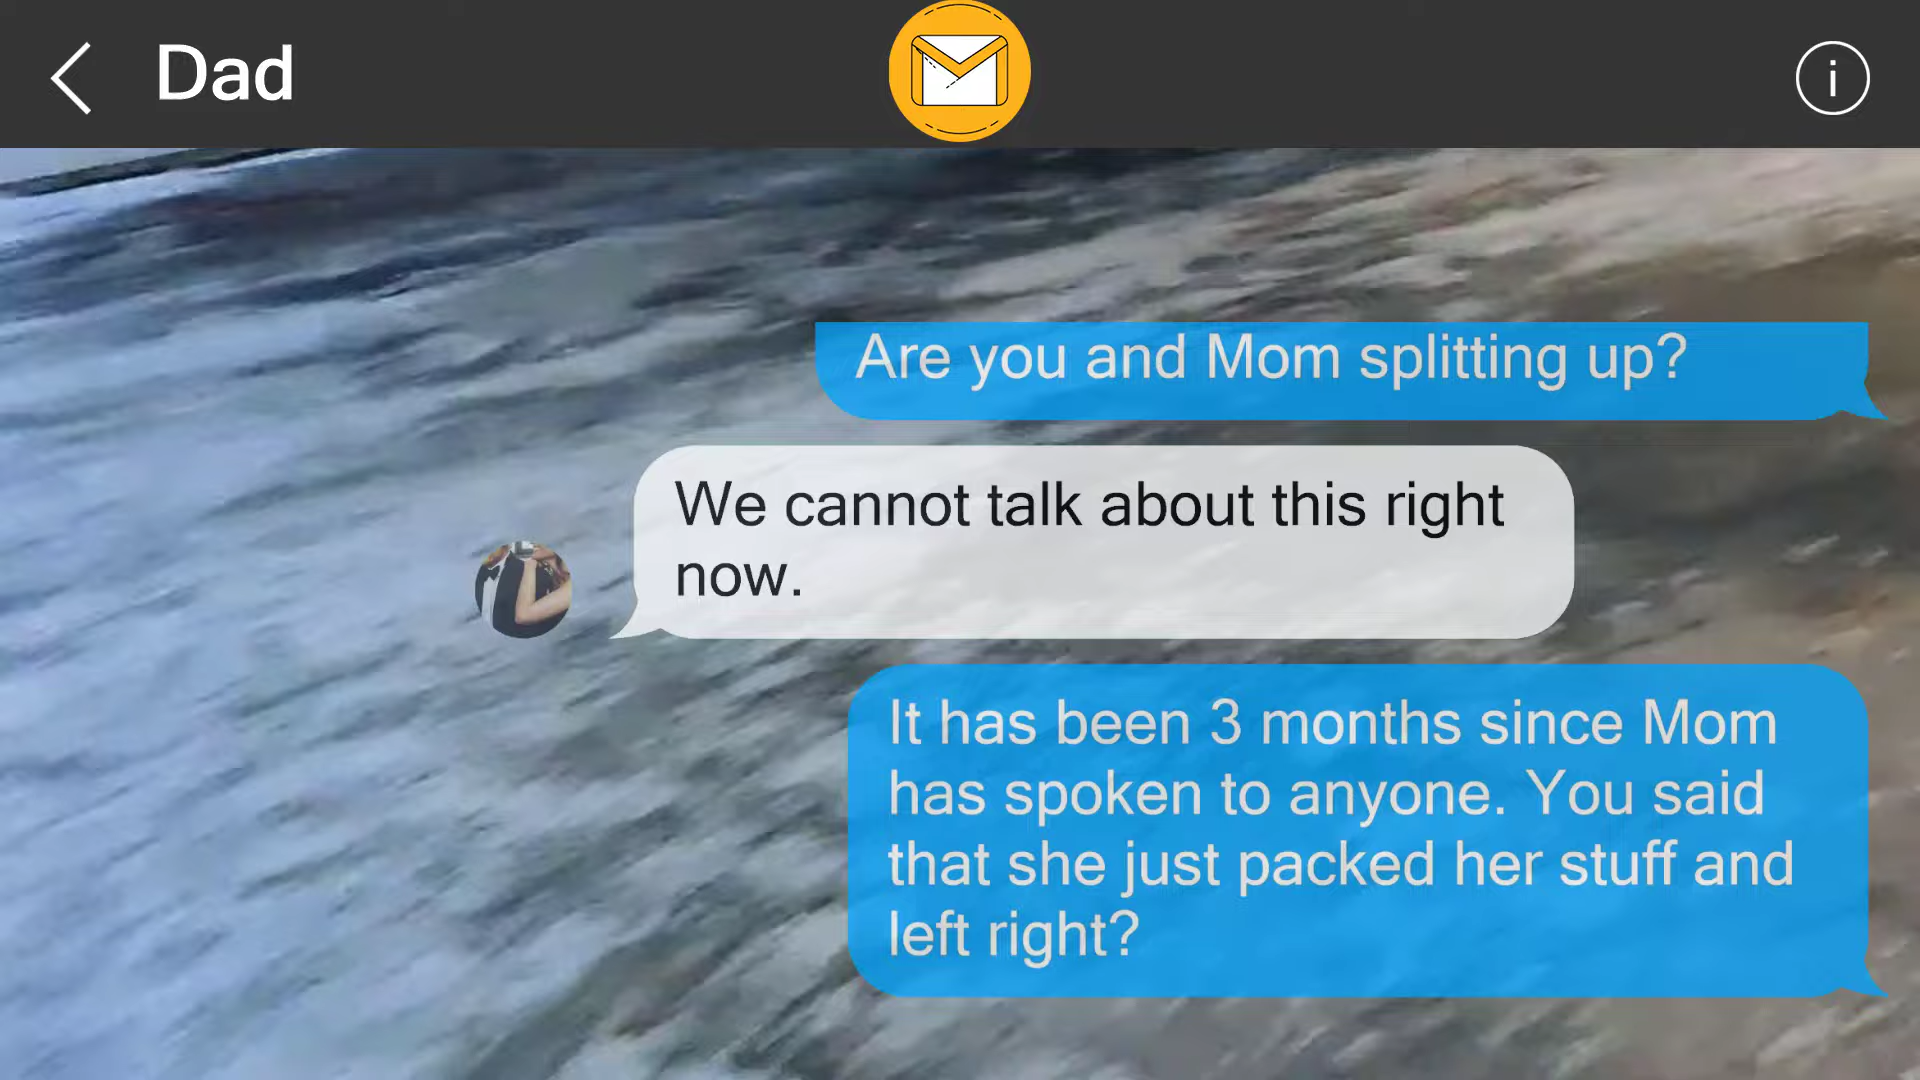 Dad
i
Are you and Mom splitting up?
We cannot talk about this right
now.
It has been 3 months since Mom
has spoken to anyone. You said
that she just packed her stuff and
left right?